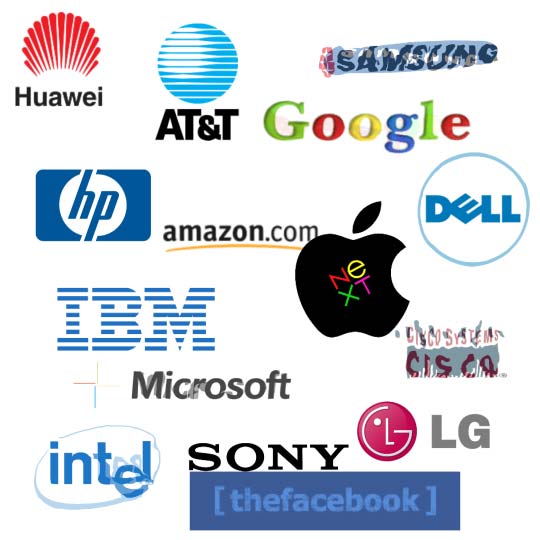 Huawei
AT&T
SAMSUNG
Google
hp
DELL
amazon.com
NeXT
IBM
CISCO SYSTEMS
CISCO
Microsoft
LG
intel
SONY
[ thefacebook ]